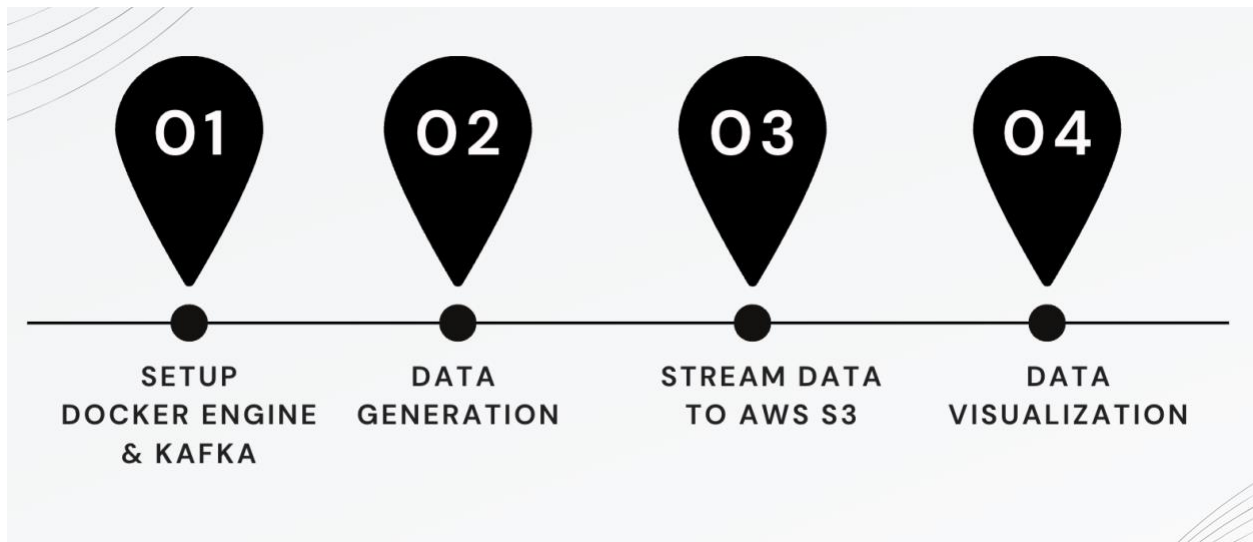 01
02
03
04
SETUP
DOCKER ENGINE
& KAFKA
DATA
GENERATION
STREAM DATA
TO AWS S3
DATA
VISUALIZATION